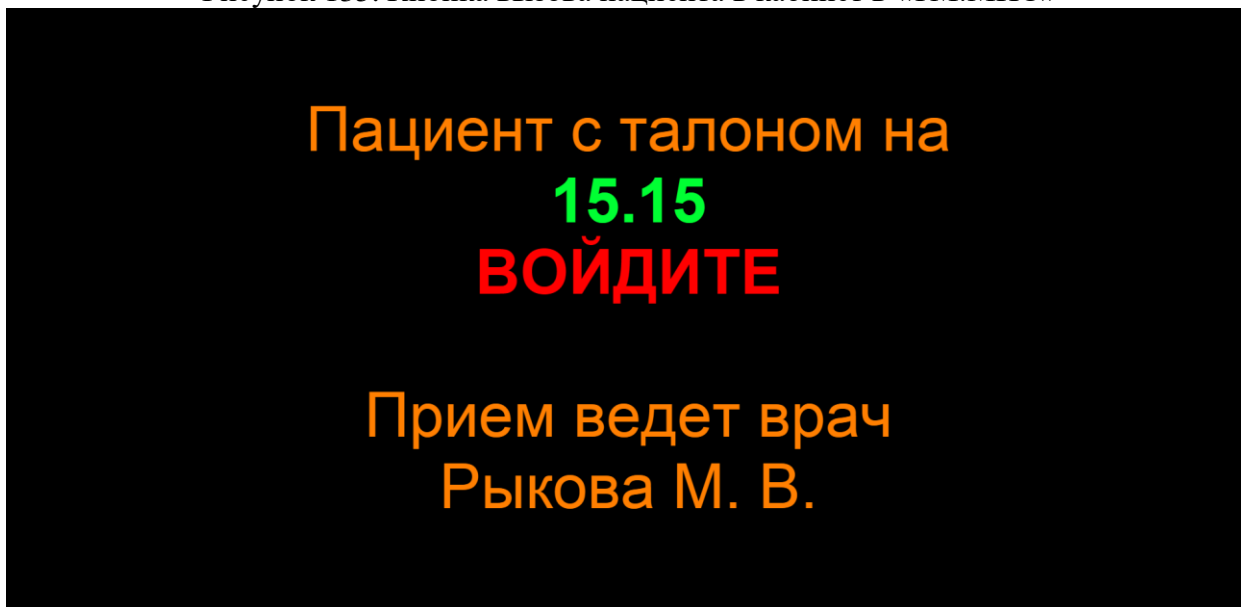 Пациент с талоном на
15.15
ВОЙДИТЕ
Прием ведет врач
Рыкова М. В.